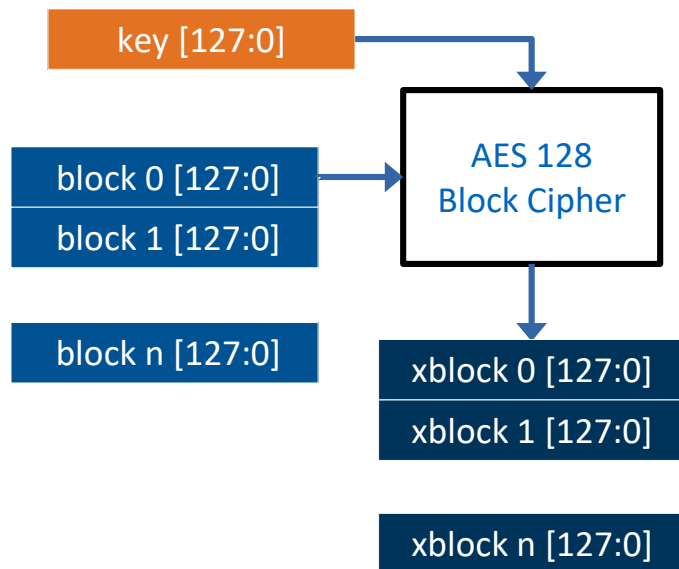 key [127:0]
block 0 [127:0]
block 1 [127:0]
block n [127:0]
AES 128
Block Cipher
xblock 0 [127:0]
xblock 1 [127:0]
xblock n [127:0]